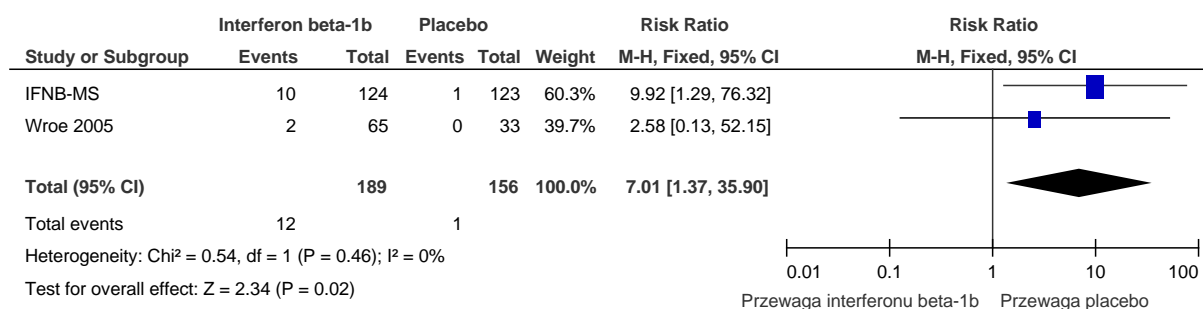 Interferon beta-1b Placebo Risk Ratio Risk Ratio
Study or Subgroup Events Total Events Total Weight M-H, Fixed, 95% CI M-H, Fixed, 95% CI
IFNB-MS 10 124 1 123 60.3% 9.92 [1.29, 76.32]
Wroe 2005 2 65 0 33 39.7% 2.58 [0.13, 52.15]
Total (95% CI) 189 156 100.0% 7.01 [1.37, 35.90]
Total events 12 1
Heterogeneity: Chi² = 0.54, df = 1 (P = 0.46); I² = 0%
Test for overall effect: Z = 2.34 (P = 0.02)
0.01 0.1 1 10 100
Przewaga interferonu beta-1b Przewaga placebo